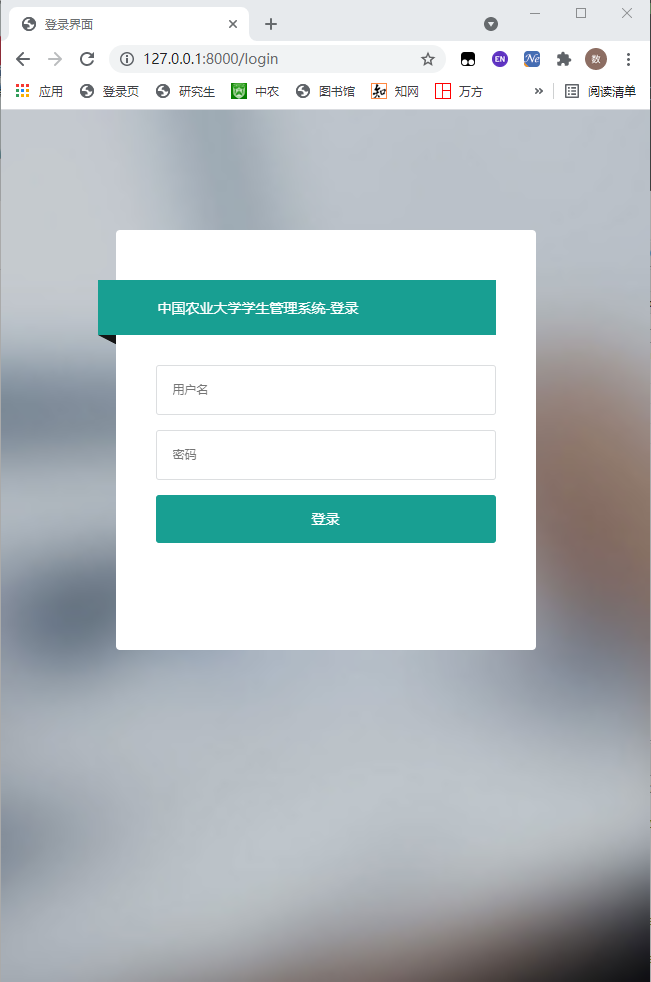 登录界面
127.0.0.1:8000/login
EN
Ne
数
应用
登录页
研究生
中农
图书馆
知
知网
万方
»
阅读清单
中国农业大学学生管理系统-登录
用户名
密码
登录